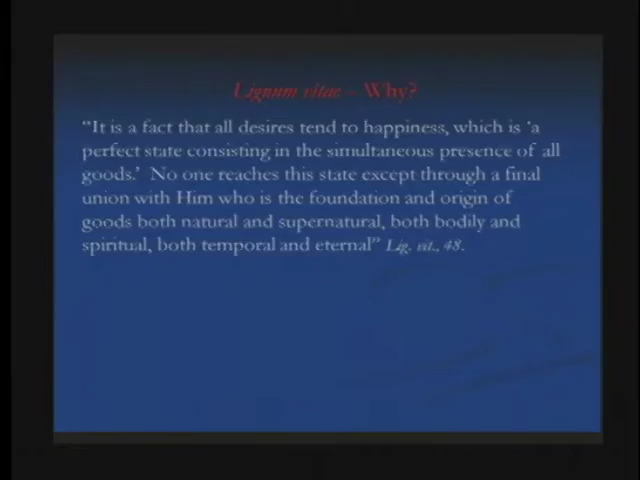 Lignum vitae – Why?
"It is a fact that all desires tend to happiness, which is 'a
perfect state consisting in the simultaneous presence of all
goods.' No one reaches this state except through a final
union with Him who is the foundation and origin of
goods both natural and supernatural, both bodily and
spiritual, both temporal and eternal" Lig. vit., 48.